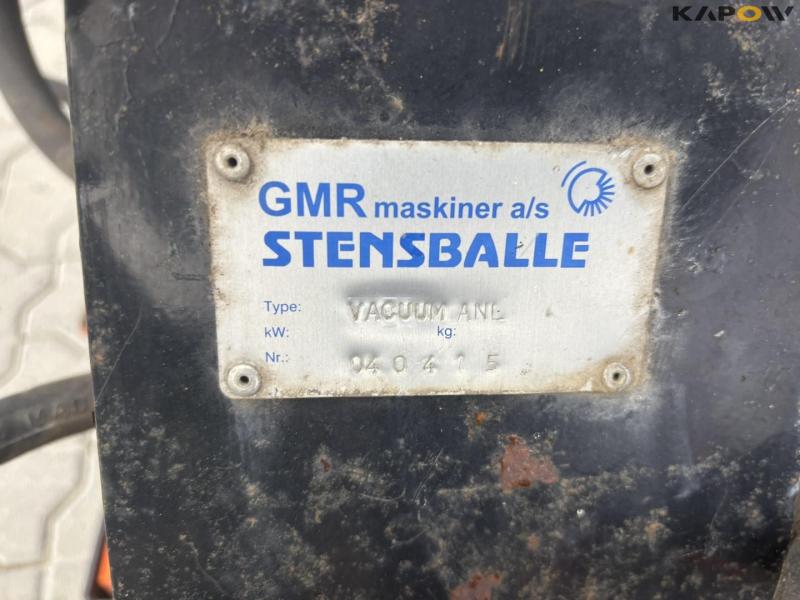 KAPOW
GMR maskiner a/s
STENSBALLE
Type: VACUUM ANL
kW: kg:
Nr.: 040415